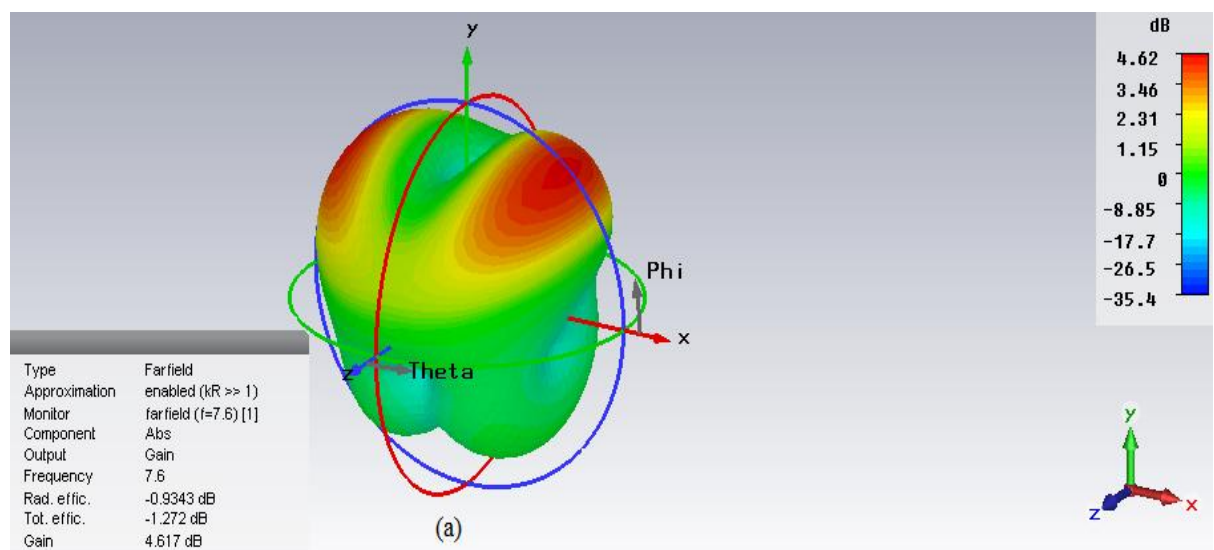 y
dB
4.62
3.46
2.31
1.15
0
-8.85
-17.7
-26.5
-35.4
Phi
x
z
Theta
Type Farfield
Approximation enabled (kR >> 1)
Monitor farfield (f=7.6) [1]
Component Abs
Output Gain
Frequency 7.6
Rad. effic. -0.9343 dB
Tot. effic. -1.272 dB
Gain 4.617 dB
(a)
y
z
x